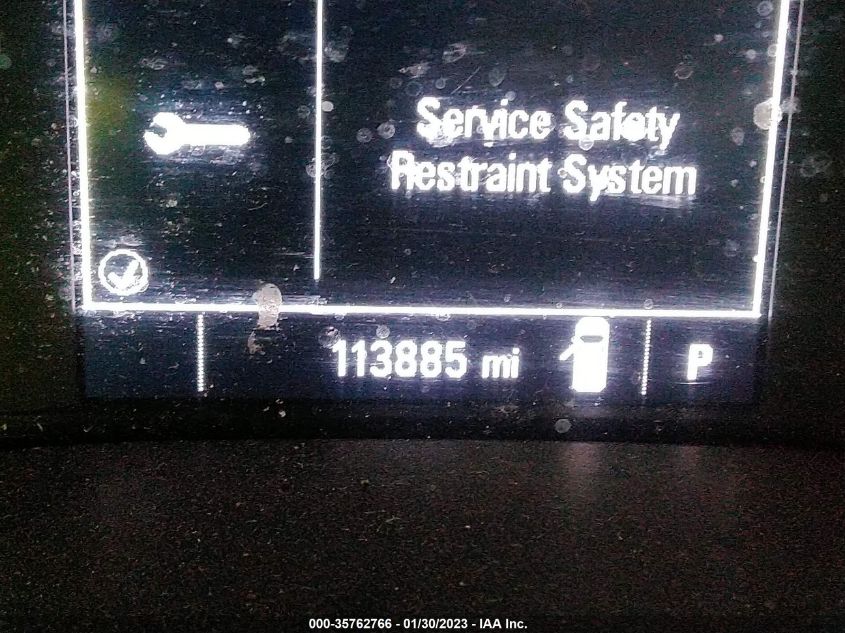 Service Safety
Restraint System
113885 mi
P
000-35762766 - 01/30/2023 - IAA Inc.